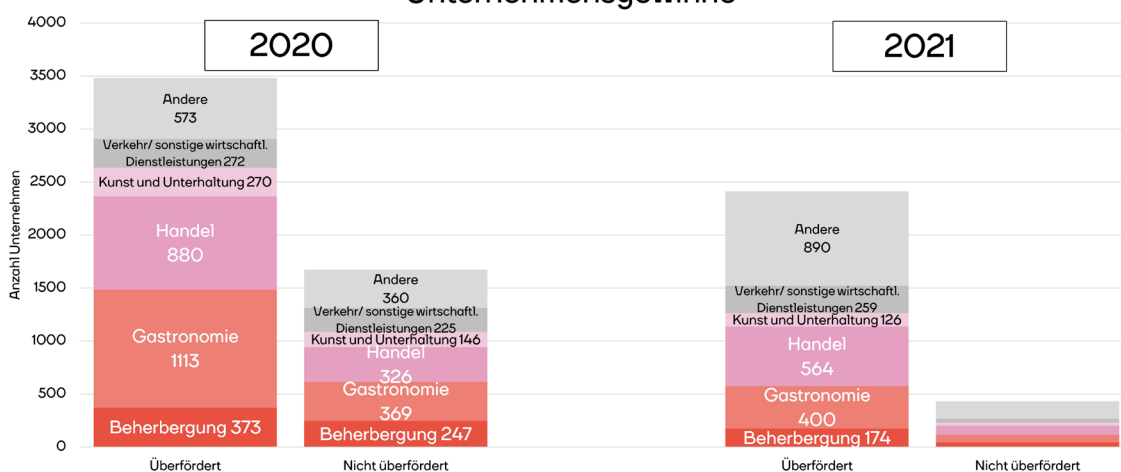 4000
3500
3000
2500
2000
1500
1000
500
0
Anzahl Unternehmen
2020
Andere
573
Verkehr/ sonstige wirtschaftl.
Dienstleistungen 272
Kunst und Unterhaltung 270
Handel
880
Gastronomie
1113
Beherbergung 373
Überfördert
Andere
360
Verkehr/ sonstige wirtschaftl.
Dienstleistungen 225
Kunst und Unterhaltung 146
Handel
326
Gastronomie
369
Beherbergung 247
Nicht überfördert
2021
Andere
890
Verkehr/ sonstige wirtschaftl.
Dienstleistungen 259
Kunst und Unterhaltung 126
Handel
564
Gastronomie
400
Beherbergung 174
Überfördert
Nicht überfördert